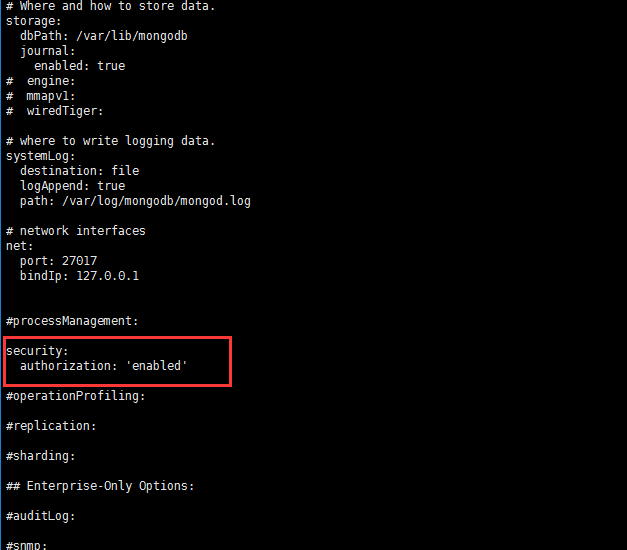 # Where and how to store data.
storage:
  dbPath: /var/lib/mongodb
  journal:
    enabled: true
#  engine:
#  mmapv1:
#  wiredTiger:

# where to write logging data.
systemLog:
  destination: file
  logAppend: true
  path: /var/log/mongodb/mongod.log

# network interfaces
net:
  port: 27017
  bindIp: 127.0.0.1


#processManagement:

security:
  authorization: 'enabled'

#operationProfiling:

#replication:

#sharding:

## Enterprise-Only Options:

#auditLog:

#snmp: